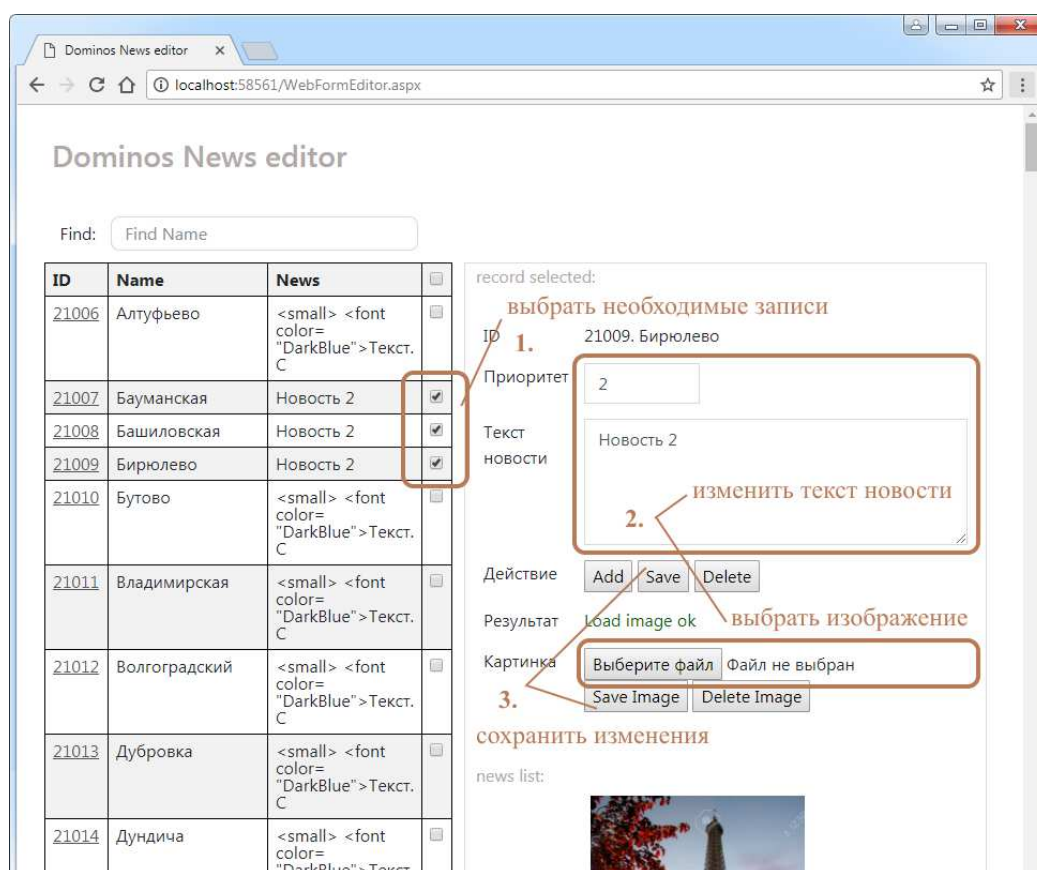 Dominos News editor
localhost:58561/WebFormEditor.aspx
Dominos News editor
Find: Find Name
ID Name News
21006 Алтуфьево <small> <font
color=
"DarkBlue">Текст.
С
21007 Бауманская Новость 2
21008 Башиловская Новость 2
21009 Бирюлево Новость 2
21010 Бутово <small> <font
color=
"DarkBlue">Текст.
С
21011 Владимирская <small> <font
color=
"DarkBlue">Текст.
С
21012 Волгоградский <small> <font
color=
"DarkBlue">Текст.
С
21013 Дубровка <small> <font
color=
"DarkBlue">Текст.
С
21014 Дундича <small> <font
color=
"DarkBlue">Текст.
record selected:
выбрать необходимые записи
1.
ID 21009. Бирюлево
Приоритет 2
Текст
новости
Новость 2
изменить текст новости
2.
Действие Add Save Delete
Результат Load image ok
выбрать изображение
Картинка Выберите файл Файл не выбран
3.
Save Image Delete Image
сохранить изменения
news list: